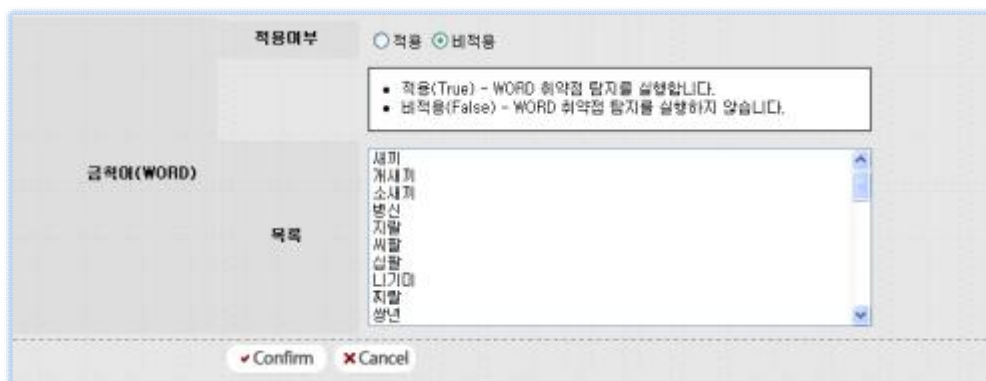 적용여부
적용 비적용
적용(True) - WORD 취약점 탐지를 실행합니다.
비적용(False) - WORD 취약점 탐지를 실행하지 않습니다.
금칙어(WORD)
목록
새끼
개새끼
소새끼
병신
지랄
씨팔
십팔
니기미
찌랄
쌍년
Confirm
Cancel